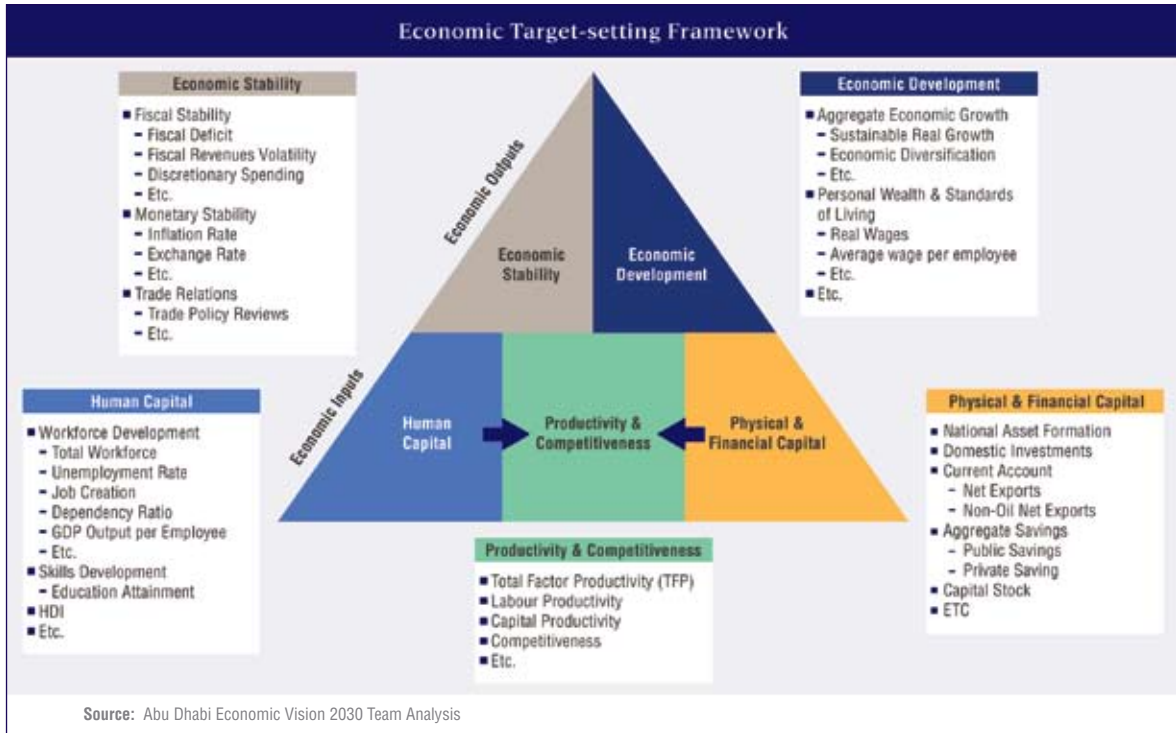 Economic Target-setting Framework
Economic Stability
■ Fiscal Stability
– Fiscal Deficit
– Fiscal Revenues Volatility
– Discretionary Spending
– Etc.
■ Monetary Stability
– Inflation Rate
– Exchange Rate
– Etc.
■ Trade Relations
– Trade Policy Reviews
– Etc.
Economic Development
■ Aggregate Economic Growth
– Sustainable Real Growth
– Economic Diversification
– Etc.
■ Personal Wealth & Standards
of Living
– Real Wages
– Average wage per employee
– Etc.
■ Etc.
Economic Outputs
Economic
Stability
Economic
Development
Economic Inputs
Human
Capital
Productivity &
Competitiveness
Physical &
Financial Capital
Human Capital
■ Workforce Development
– Total Workforce
– Unemployment Rate
– Job Creation
– Dependency Ratio
– GDP Output per Employee
– Etc.
■ Skills Development
– Education Attainment
■ HDI
■ Etc.
Productivity & Competitiveness
■ Total Factor Productivity (TFP)
■ Labour Productivity
■ Capital Productivity
■ Competitiveness
■ Etc.
Physical & Financial Capital
■ National Asset Formation
■ Domestic Investments
■ Current Account
– Net Exports
– Non-Oil Net Exports
■ Aggregate Savings
– Public Savings
– Private Saving
■ Capital Stock
■ ETC
Source: Abu Dhabi Economic Vision 2030 Team Analysis